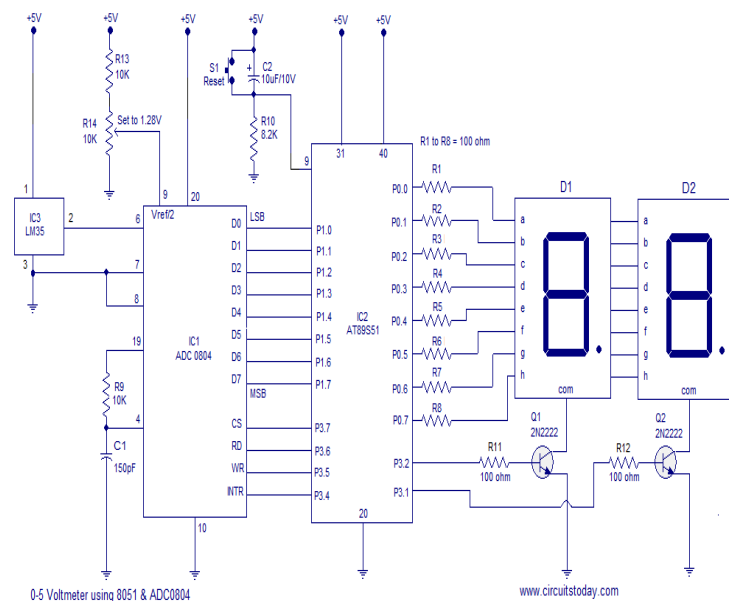 +5V +5V +5V +5V +5V +5V
R13
10K
R14
10K
Set to 1.28V
S1
Reset
+
C2
10uF/10V
R10
8.2K
R1 to R8 = 100 ohm
1
IC3
LM35
2
3
9
20
Vref/2
6
7
8
19
4
10
IC1
ADC 0804
R9
10K
C1
150pF
D0
D1
D2
D3
D4
D5
D6
D7
LSB
MSB
CS
RD
WR
INTR
9
31
40
P1.0
P1.1
P1.2
P1.3
P1.4
P1.5
P1.6
P1.7
P3.7
P3.6
P3.5
P3.4
IC2
AT89S51
20
P0.0
P0.1
P0.2
P0.3
P0.4
P0.5
P0.6
P0.7
P3.2
P3.1
R1
R2
R3
R4
R5
R6
R7
R8
D1
a
b
c
d
e
f
g
h
8.
com
D2
a
b
c
d
e
f
g
h
8.
com
R11
100 ohm
Q1
2N2222
R12
100 ohm
Q2
2N2222
0-5 Voltmeter using 8051 & ADC0804
www.circuitstoday.com